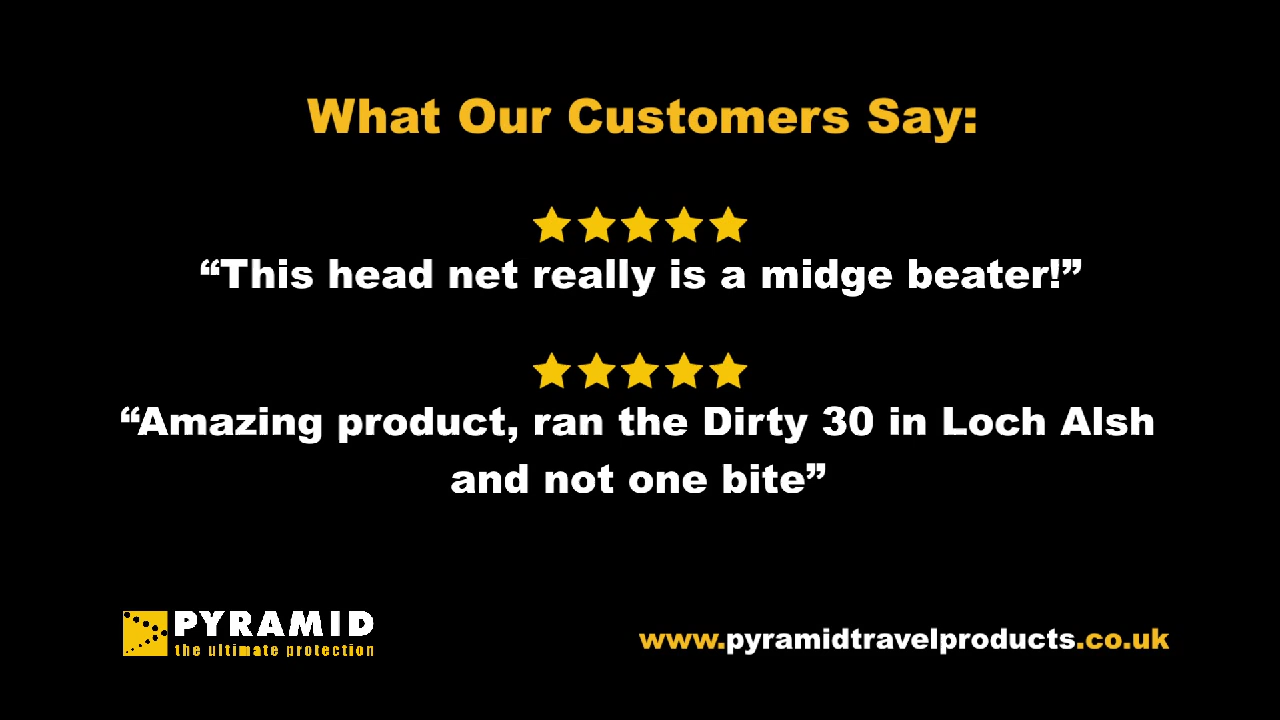 What Our Customers Say:
“This head net really is a midge beater!”
“Amazing product, ran the Dirty 30 in Loch Alsh
and not one bite”
PYRAMID
the ultimate protection
www.pyramidtravelproducts.co.uk